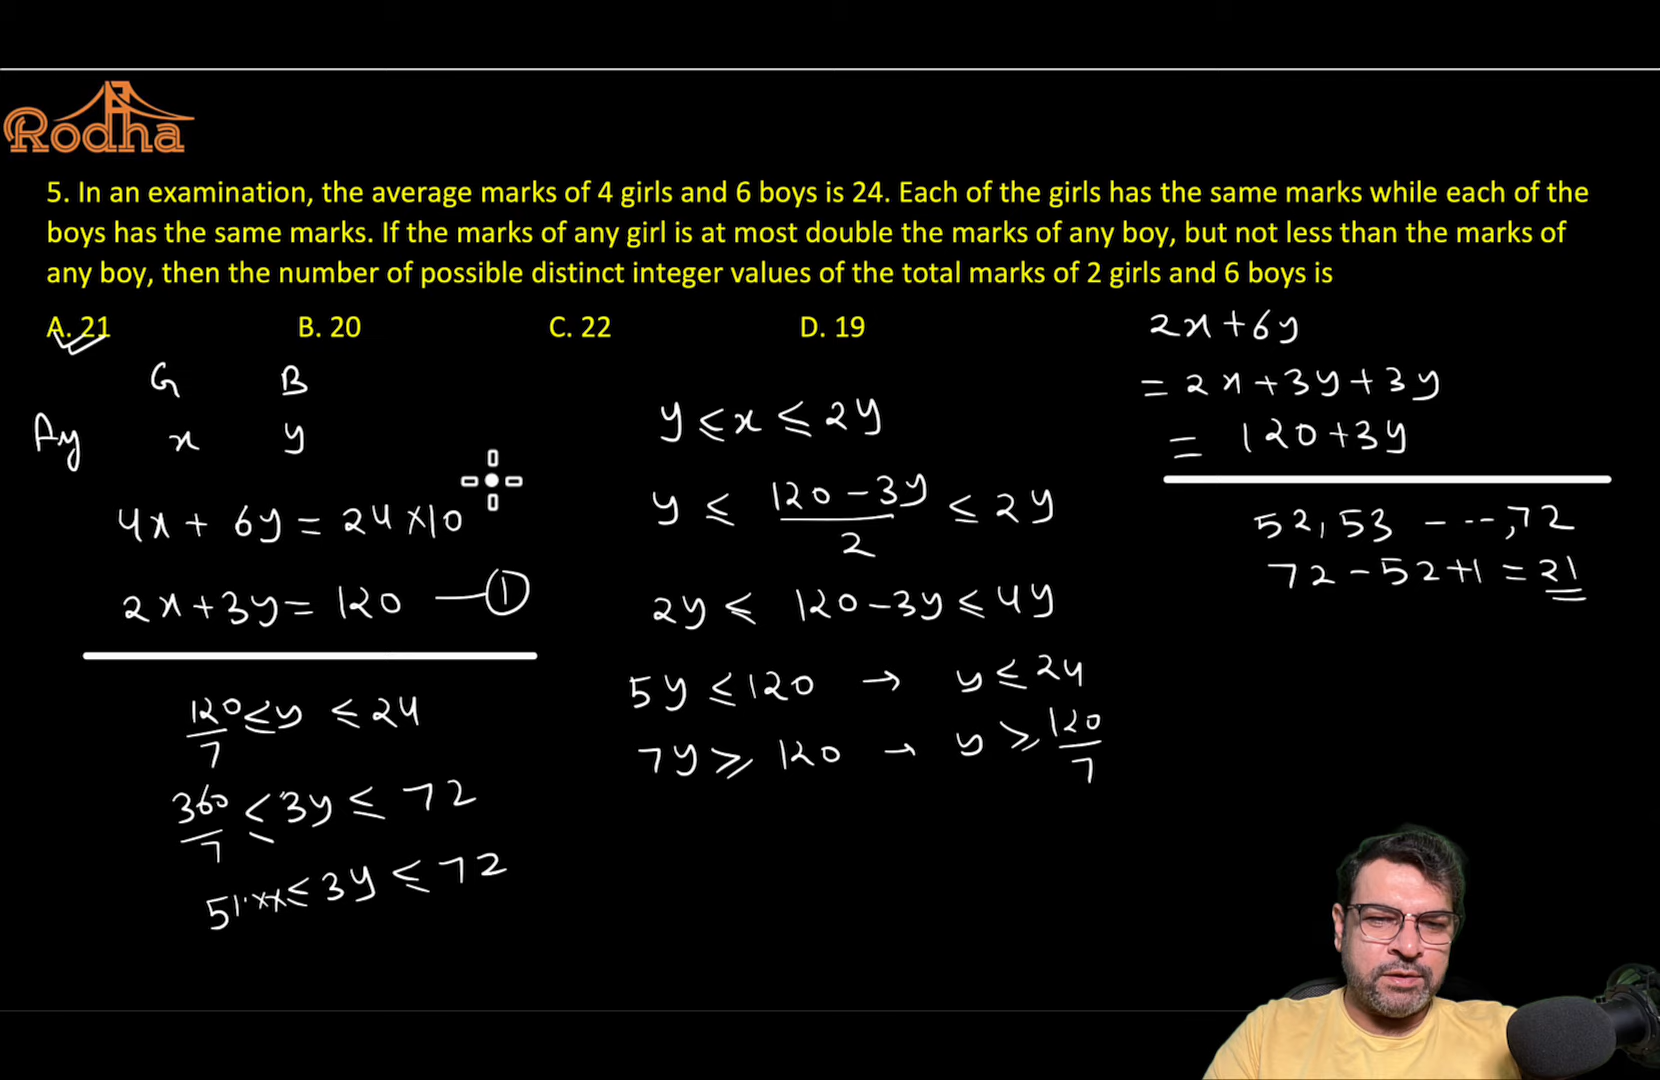 Rodha
5. In an examination, the average marks of 4 girls and 6 boys is 24. Each of the girls has the same marks while each of the
boys has the same marks. If the marks of any girl is at most double the marks of any boy, but not less than the marks of
any boy, then the number of possible distinct integer values of the total marks of 2 girls and 6 boys is
A. 21 B. 20 C. 22 D. 19
G B
Ay x y
4x + 6y = 24 × 10
2x + 3y = 120 — ①
120/7 ≤ y ≤ 24
360/7 ≤ 3y ≤ 72
51.xx ≤ 3y ≤ 72
y ≤ x ≤ 2y
y ≤ (120 - 3y)/2 ≤ 2y
2y ≤ 120 - 3y ≤ 4y
5y ≤ 120 → y ≤ 24
7y ≥ 120 → y ≥ 120/7
2x + 6y
= 2x + 3y + 3y
= 120 + 3y
52, 53 - - -, 72
72 - 52 + 1 = 21